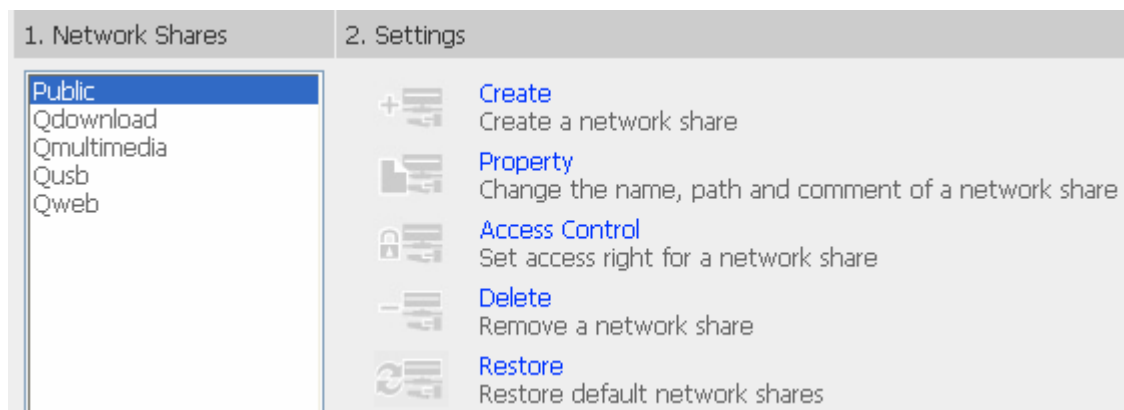 1. Network Shares
2. Settings
Public
Qdownload
Qmultimedia
Qusb
Qweb
Create
Create a network share
Property
Change the name, path and comment of a network share
Access Control
Set access right for a network share
Delete
Remove a network share
Restore
Restore default network shares